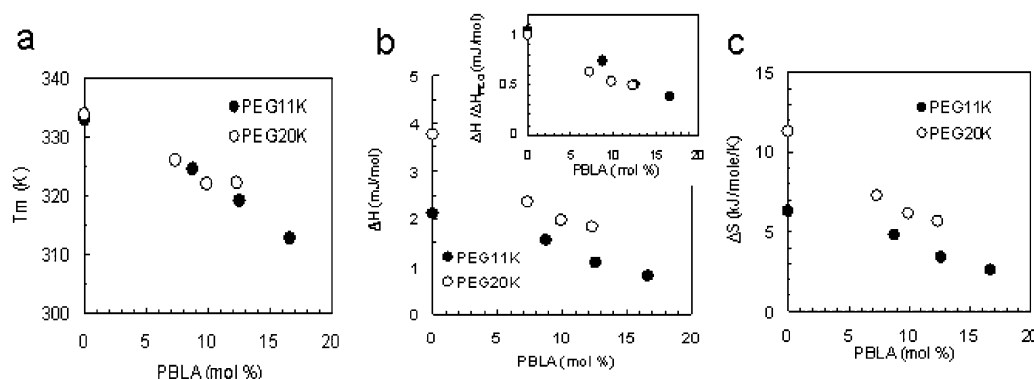 a
340
330
320
310
300
Tm (K)
PEG11K
PEG20K
0
5
10
15
20
PBLA (mol %)
b
5
4
3
2
1
0
ΔH (mJ/mol)
PEG11K
PEG20K
0
5
10
15
20
PBLA (mol %)
1
0.5
0
ΔH /ΔH (mJ/mol)
0
5
10
15
20
PBLA (mol %)
c
15
10
5
0
ΔS (kJ/mole/K)
PEG11K
PEG20K
0
5
10
15
20
PBLA (mol %)